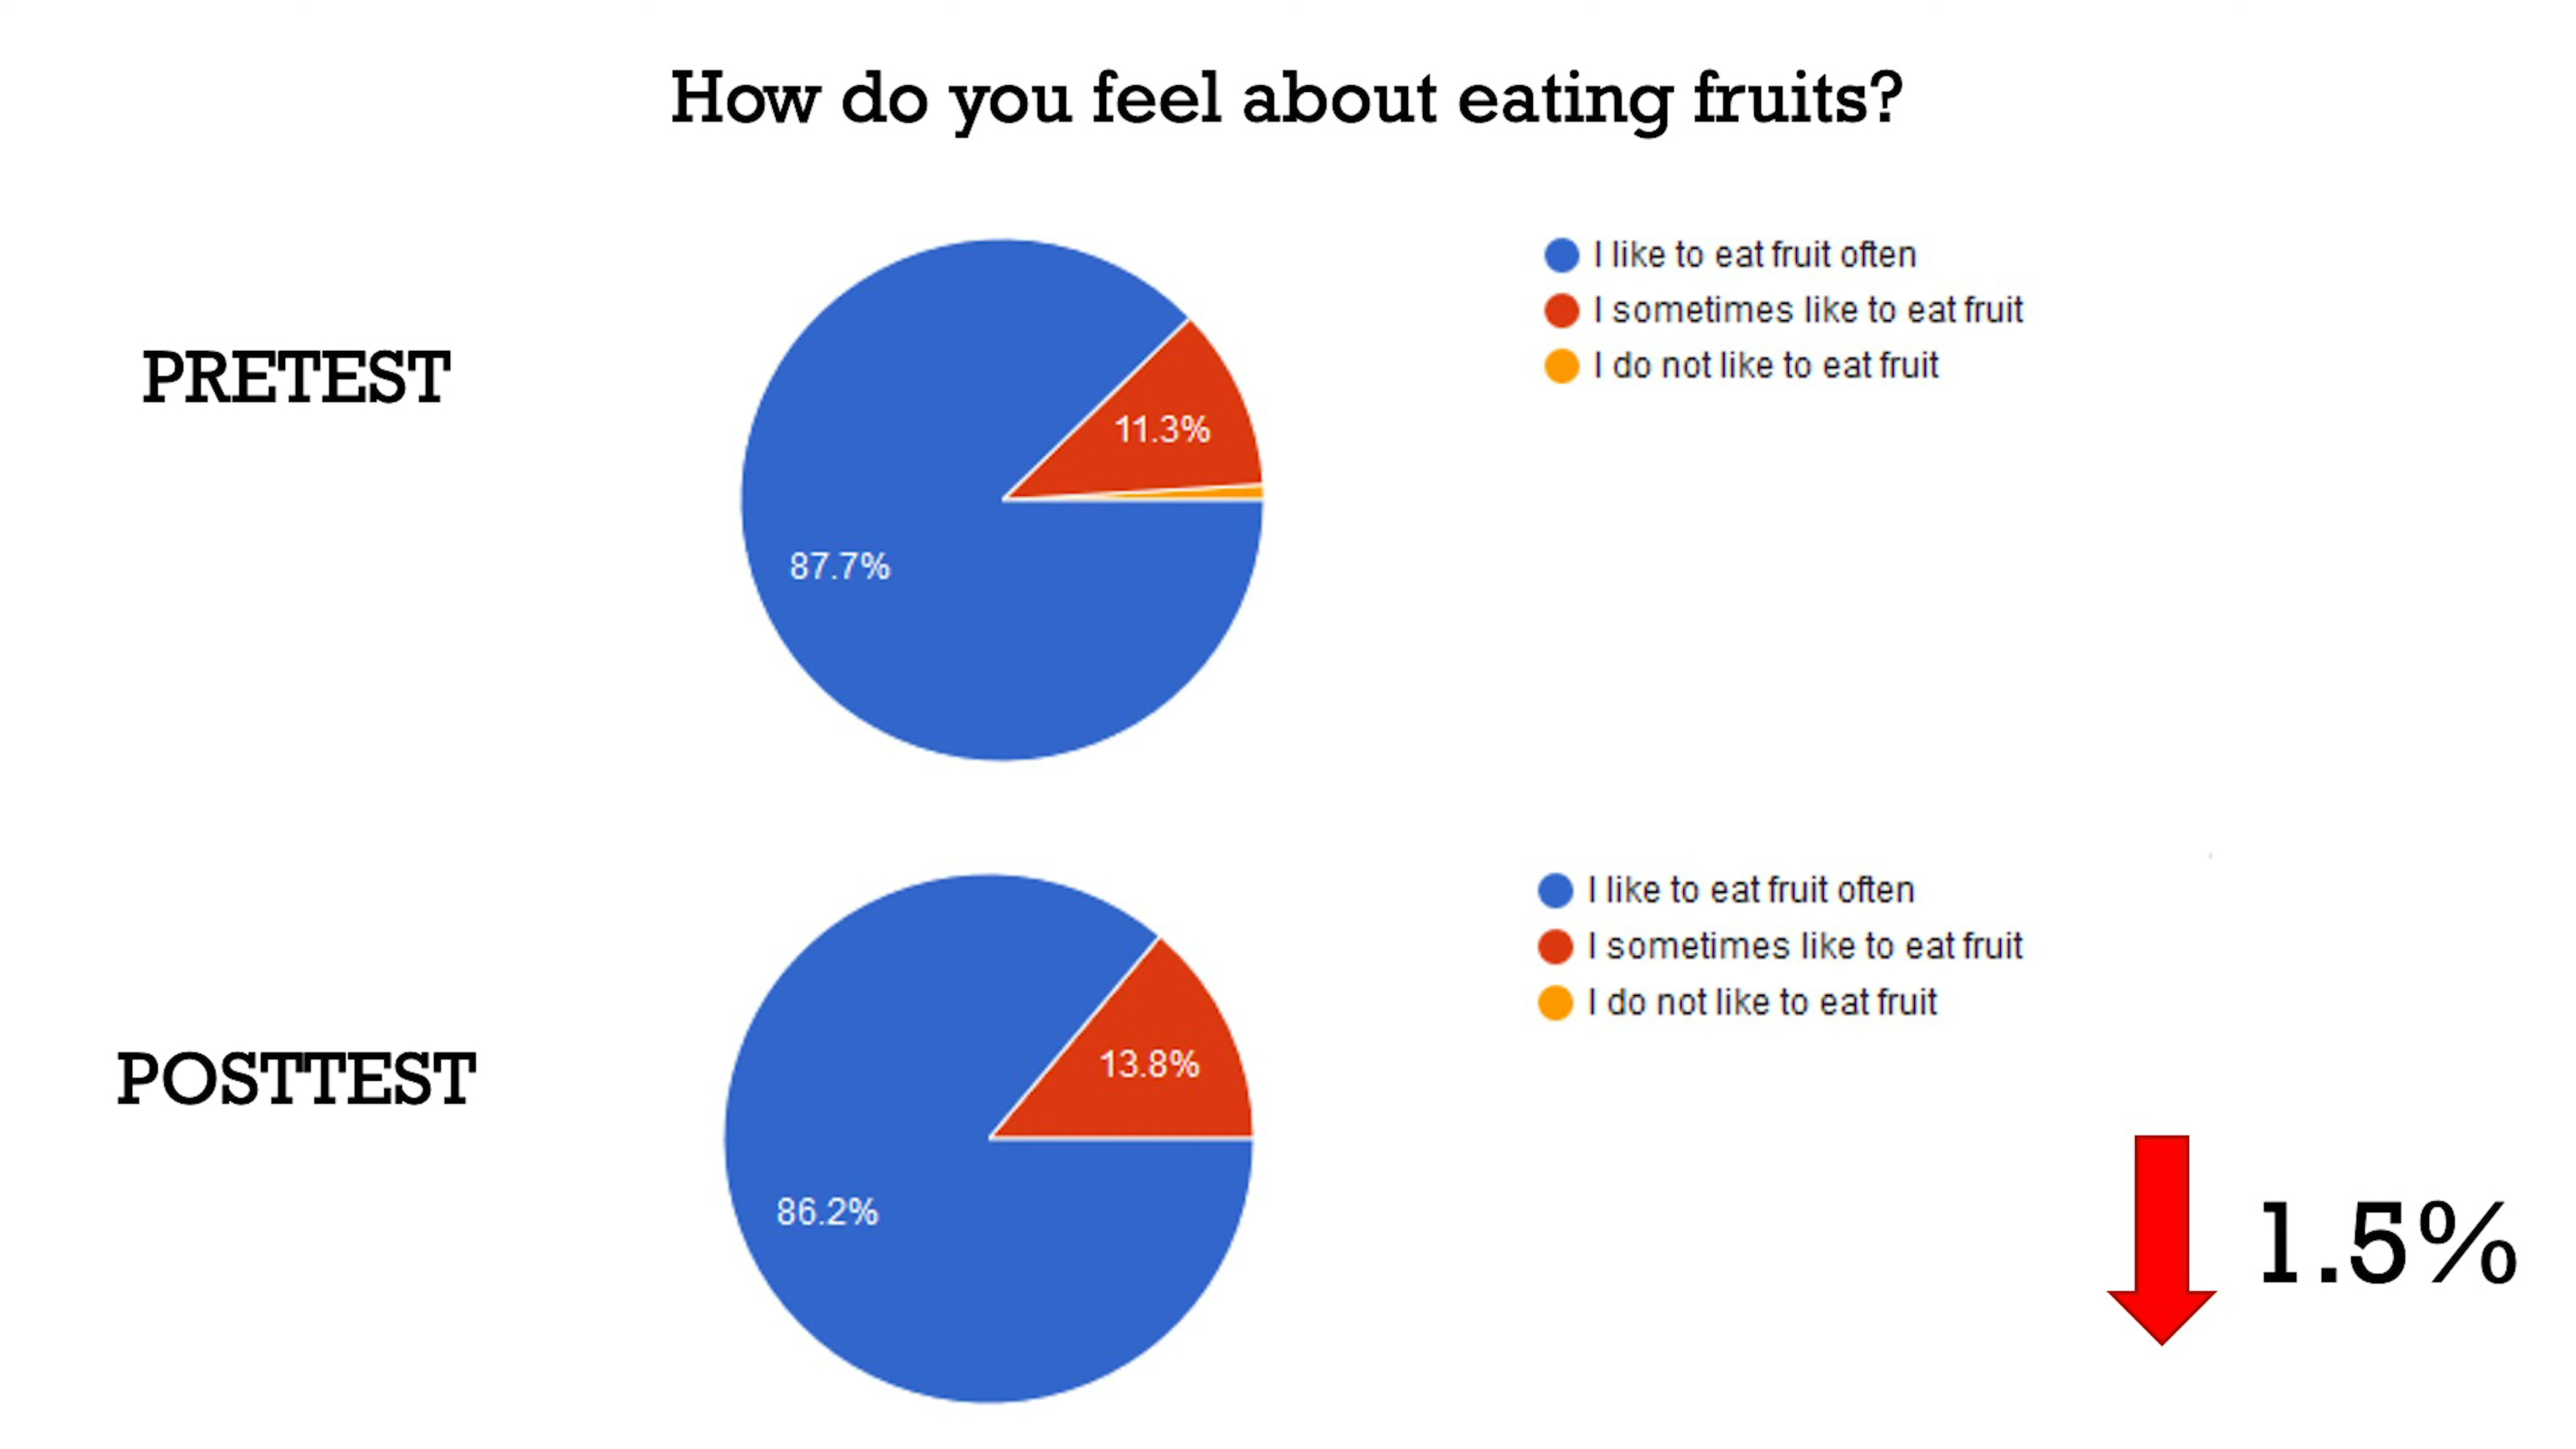 How do you feel about eating fruits?
PRETEST
87.7%
11.3%
I like to eat fruit often
I sometimes like to eat fruit
I do not like to eat fruit
POSTTEST
86.2%
13.8%
I like to eat fruit often
I sometimes like to eat fruit
I do not like to eat fruit
1.5%